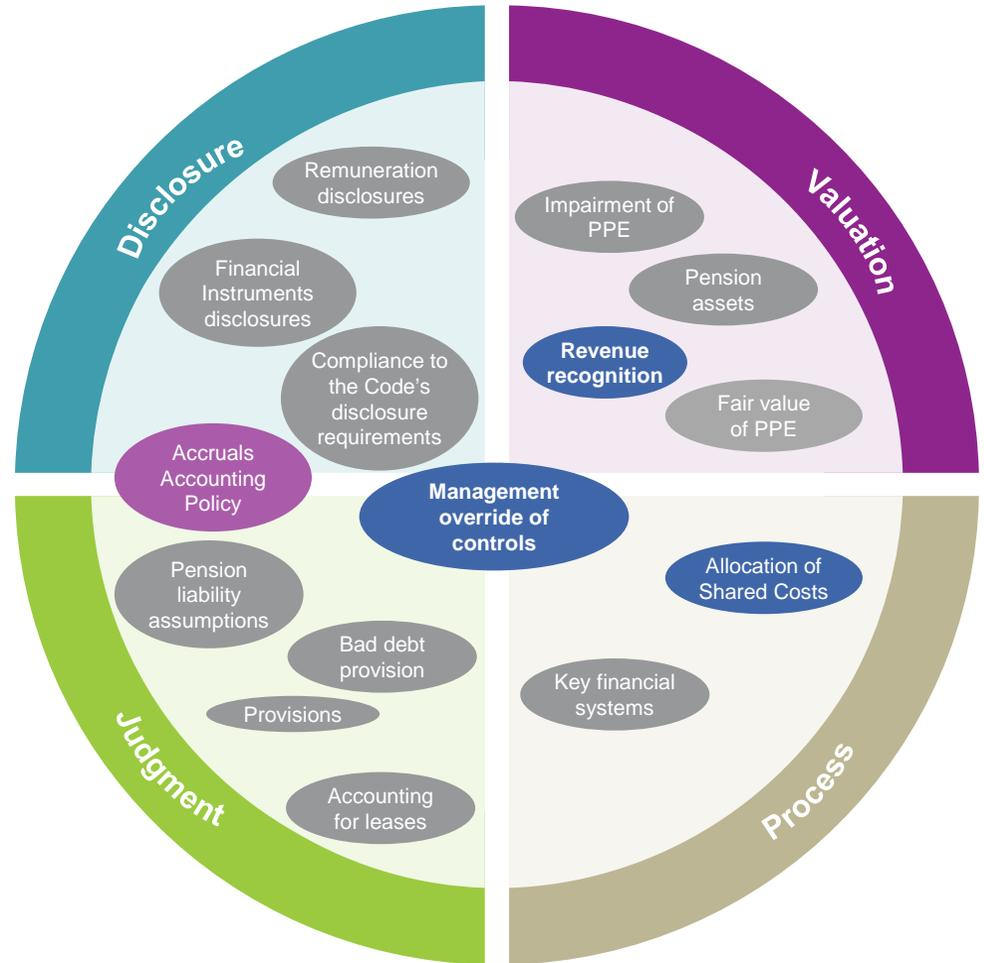 Disclosure
Remuneration
disclosures
Financial
Instruments
disclosures
Compliance to
the Code's
disclosure
requirements
Valuation
Impairment of
PPE
Pension
assets
Revenue
recognition
Fair value
of PPE
Accruals
Accounting
Policy
Management
override of
controls
Judgment
Pension
liability
assumptions
Bad debt
provision
Provisions
Accounting
for leases
Process
Allocation of
Shared Costs
Key financial
systems